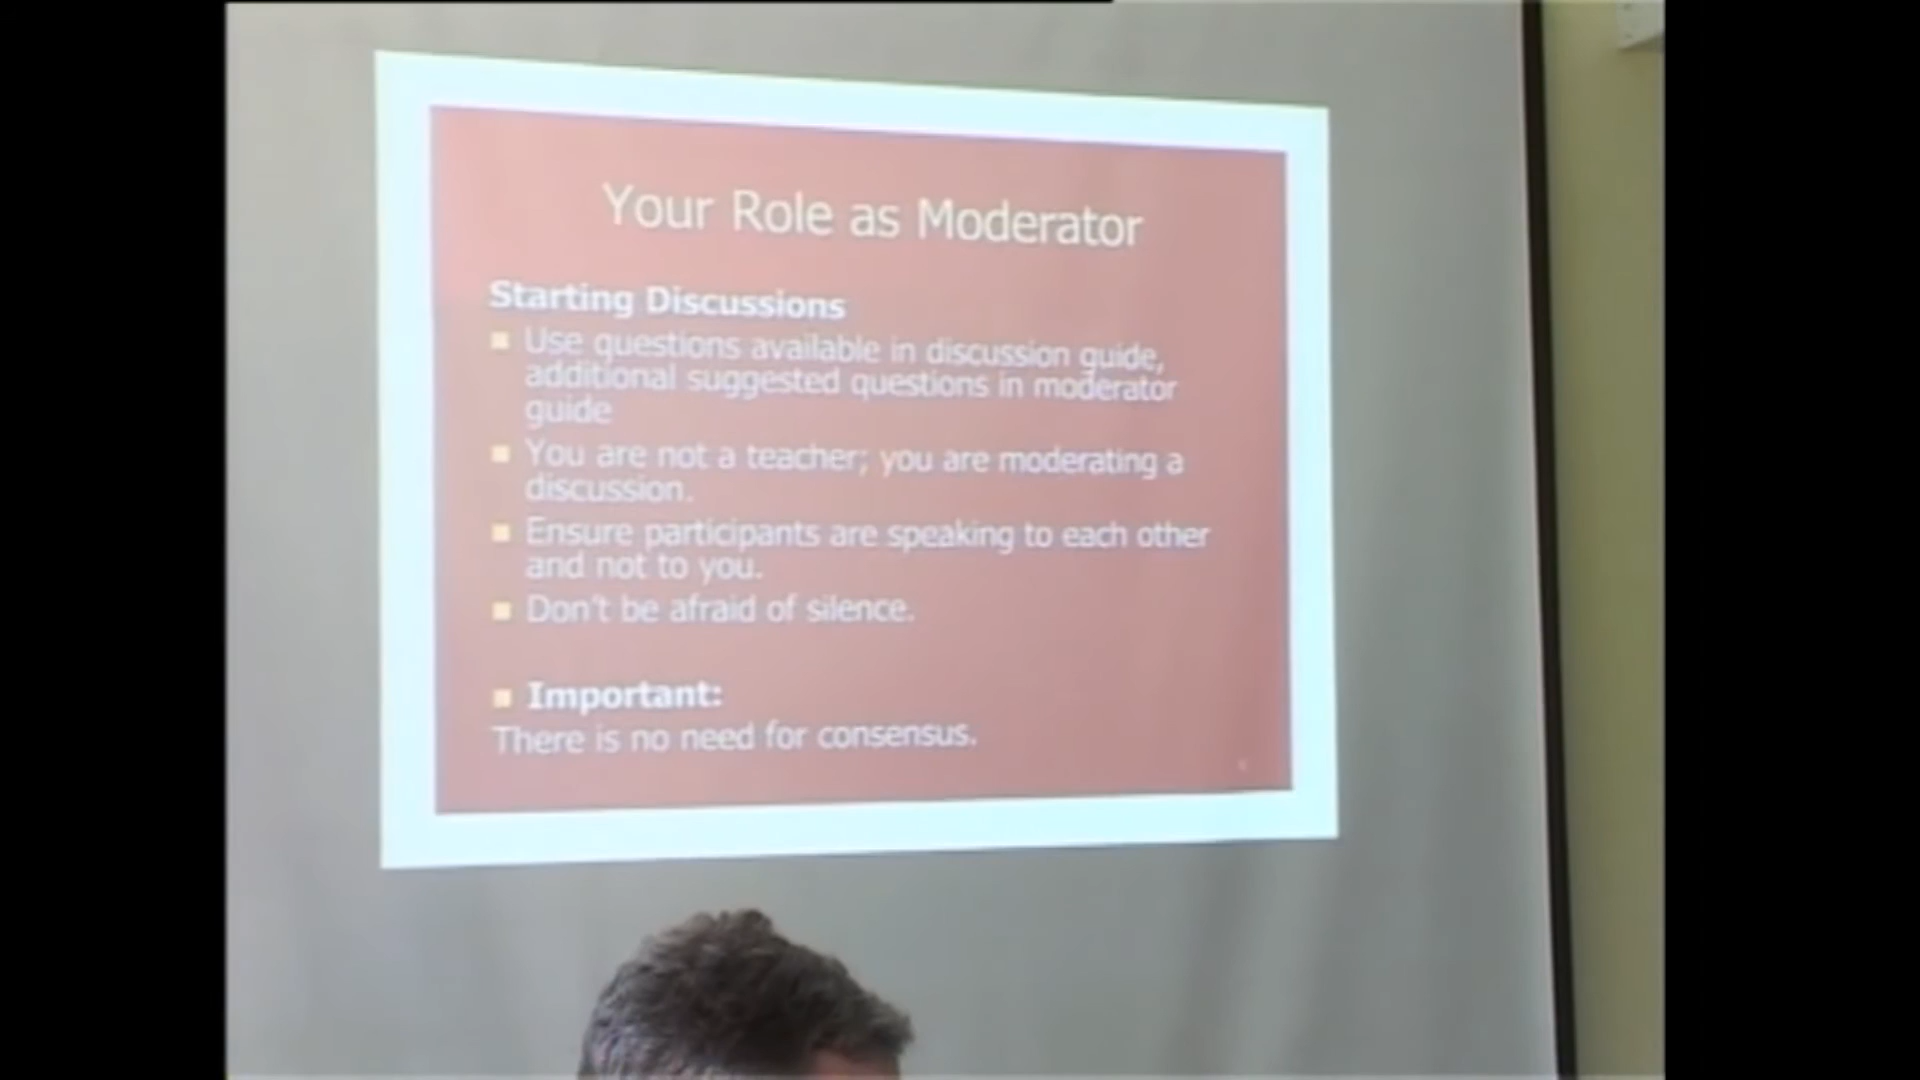 Your Role as Moderator
Starting Discussions
Use questions available in discussion guide,
additional suggested questions in moderator
guide
You are not a teacher; you are moderating a
discussion.
Ensure participants are speaking to each other
and not to you.
Don't be afraid of silence.
Important:
There is no need for consensus.